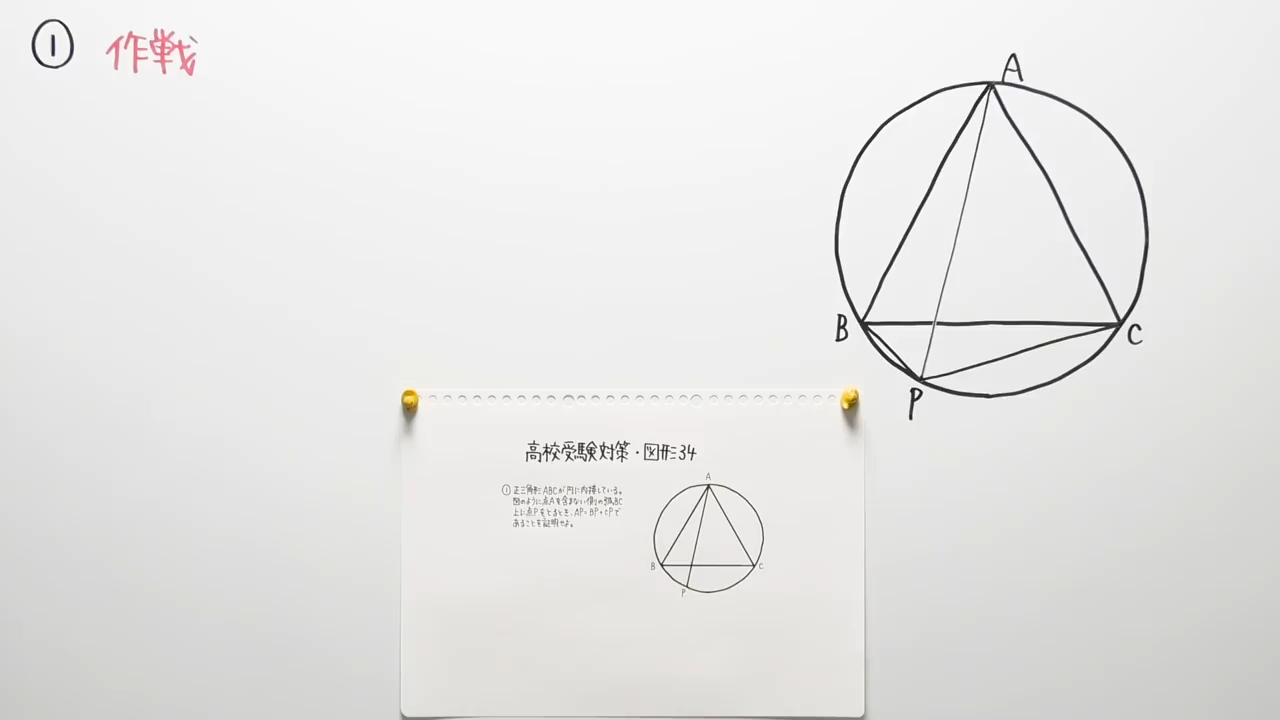 ① 作戦
A
B
C
P
高校受験対策・図形34
① 正三角形ABCが円に内接している。
図のように点Aを含まない側の弧BC
上に点Pをとるとき、AP=BP+CPで
あることを証明せよ。
A
B
C
P